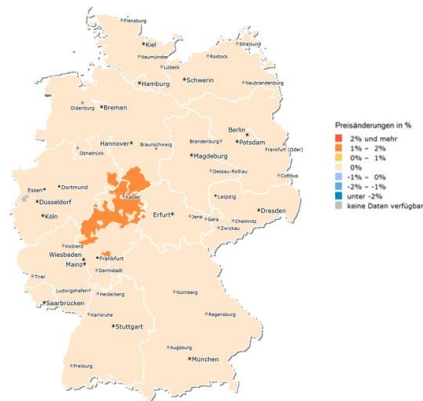 Flensburg
Kiel
Stralsund
Neumünster
Rostock
Lübeck
Hamburg
Schwerin
Neubrandenburg
Oldenburg
Bremen
Berlin
Osnabrück
Hannover
Braunschweig
Brandenburg
Potsdam
Frankfurt (Oder)
Magdeburg
Essen
Dortmund
Dessau-Roßlau
Cottbus
Düsseldorf
Kassel
Leipzig
Köln
Erfurt
Jena
Gera
Chemnitz
Dresden
Zwickau
Koblenz
Wiesbaden
Frankfurt
Mainz
Darmstadt
Trier
Ludwigshafen
Heidelberg
Nürnberg
Saarbrücken
Karlsruhe
Regensburg
Stuttgart
Augsburg
München
Freiburg
Preisänderungen in %
2% und mehr
1% - 2%
0% - 1%
0%
-1% - 0%
-2% - -1%
unter -2%
keine Daten verfügbar